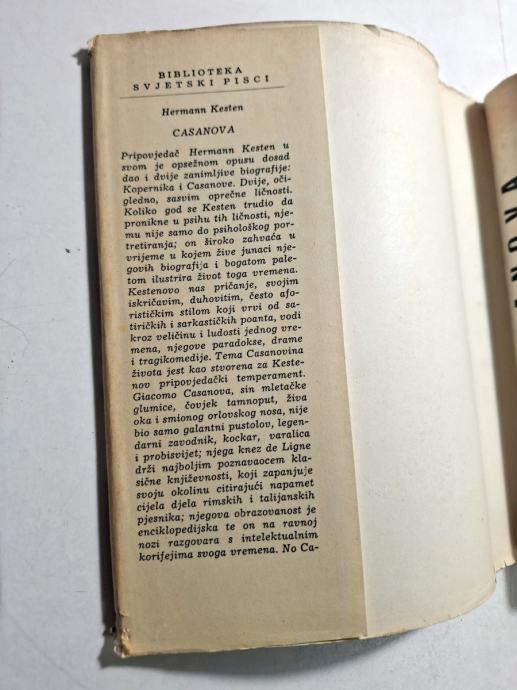 BIBLIOTEKA
SVJETSKI PISCI
Hermann Kesten
CASANOVA
Pripovjedač Hermann Kesten u
svom je opsežnom opusu dosad
dao i dvije zanimljive biografije:
Kopernika i Casanove. Dvije, oči-
gledno, sasvim oprečne ličnosti.
Koliko god se Kesten trudio da
pronikne u psihu tih ličnosti, nje-
mu nije samo do psihološkog por-
tretiranja; on široko zahvaća u
vrijeme u kojem žive junaci nje-
govih biografija i bogatom pale-
tom ilustrira život toga vremena.
Kestenovo nas pričanje, svojim
iskričavim, duhovitim, često afo-
rističkim stilom koji vrvi od sa-
tiričkih i sarkastičkih poanta, vodi
kroz veličinu i ludosti jednog vre-
mena, njegove paradokse, drame
i tragikomedije. Tema Casanovina
života jest kao stvorena za Keste-
nov pripovjedački temperament.
Giacomo Casanova, sin mletačke
glumice, čovjek tamnoput, živa
oka i smionog orlovskog nosa, nije
bio samo galantni pustolov, legen-
darni zavodnik, kockar, varalica
i probisvijet; njega knez de Ligne
drži najboljim poznavaocem kla-
sične književnosti, koji zapanjuje
svoju okolinu citirajući napamet
cijela djela rimskih i talijanskih
pjesnika; njegova obrazovanost je
enciklopedijska te on na ravnoj
nozi razgovara s intelektualnim
korifejima svoga vremena. No Ca-